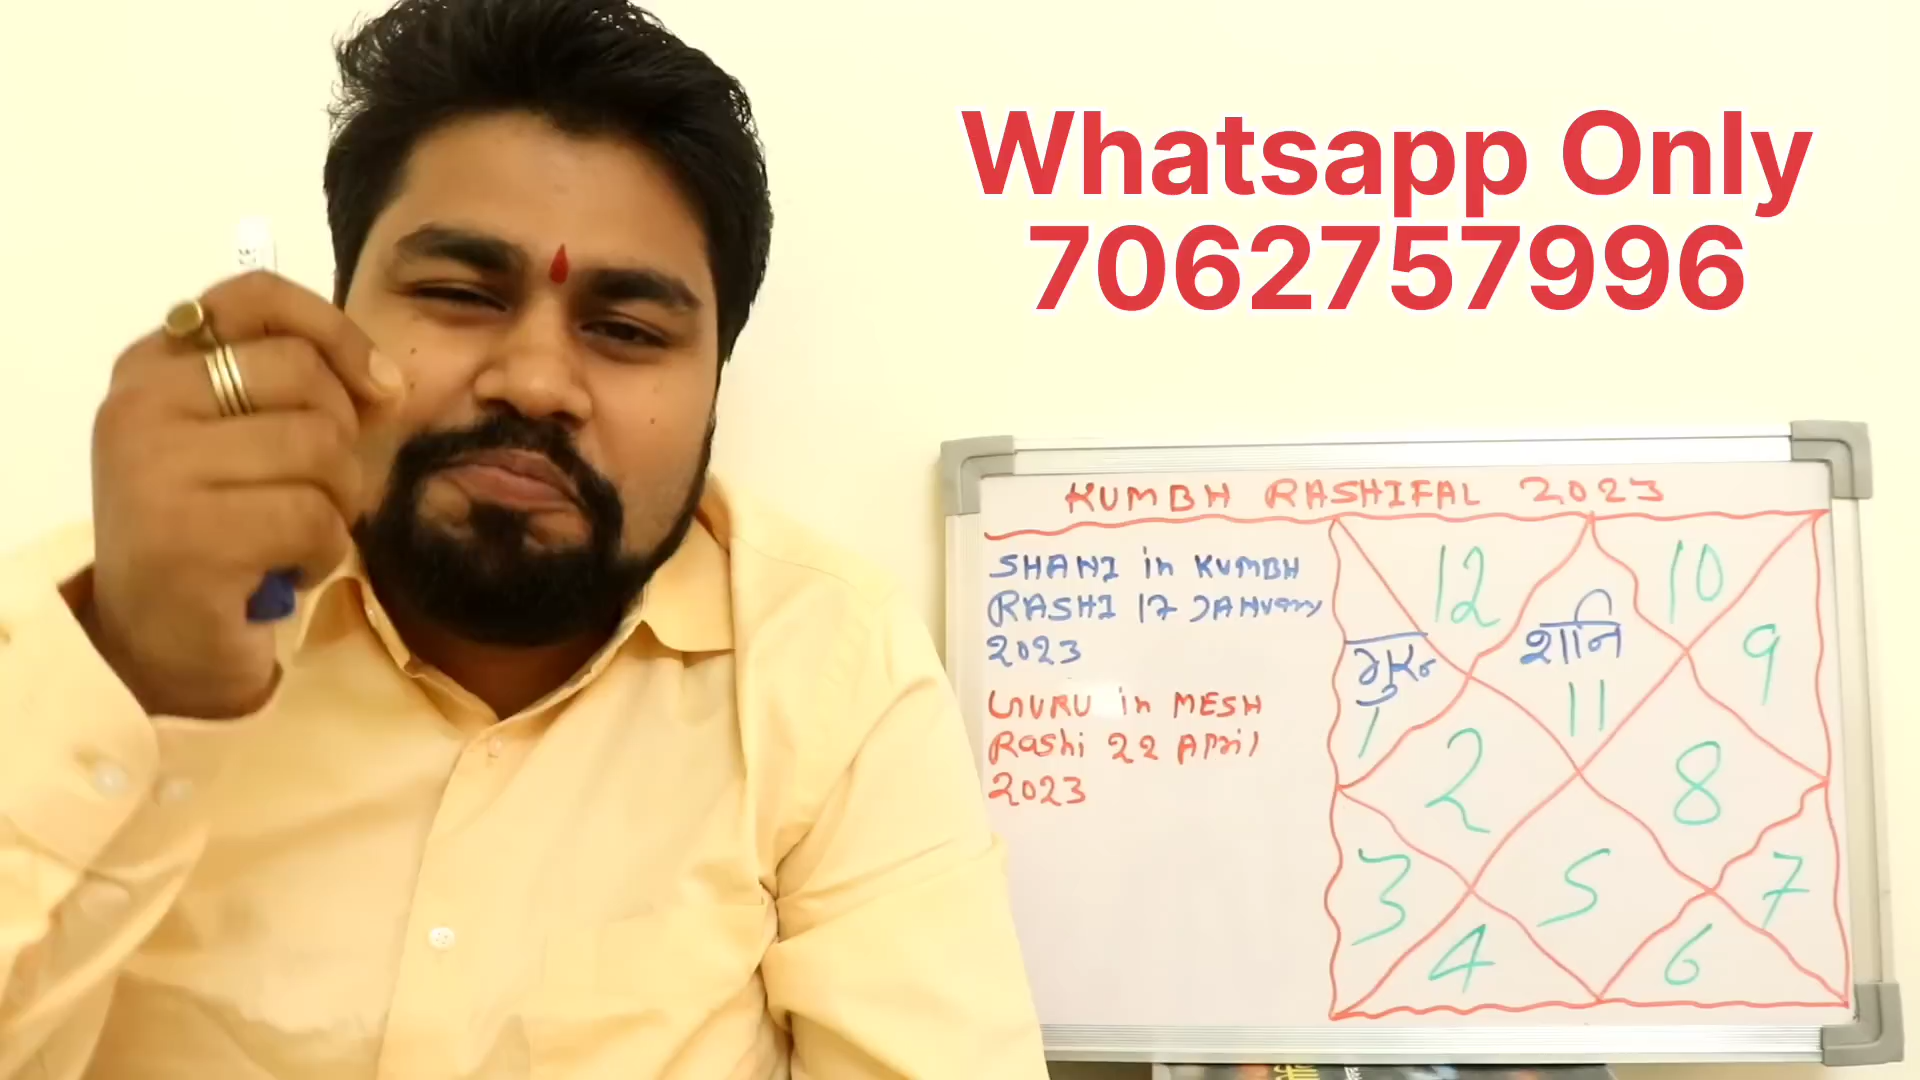 Whatsapp Only
7062757996
KUMBH RASHIFAL 2023
SHANI in KUMBH
RASHI 17 JANUARY
2023
GURU in MESH
Rashi 22 April
2023
12
10
गुरु
शनि
9
1
11
2
8
3
5
7
4
6